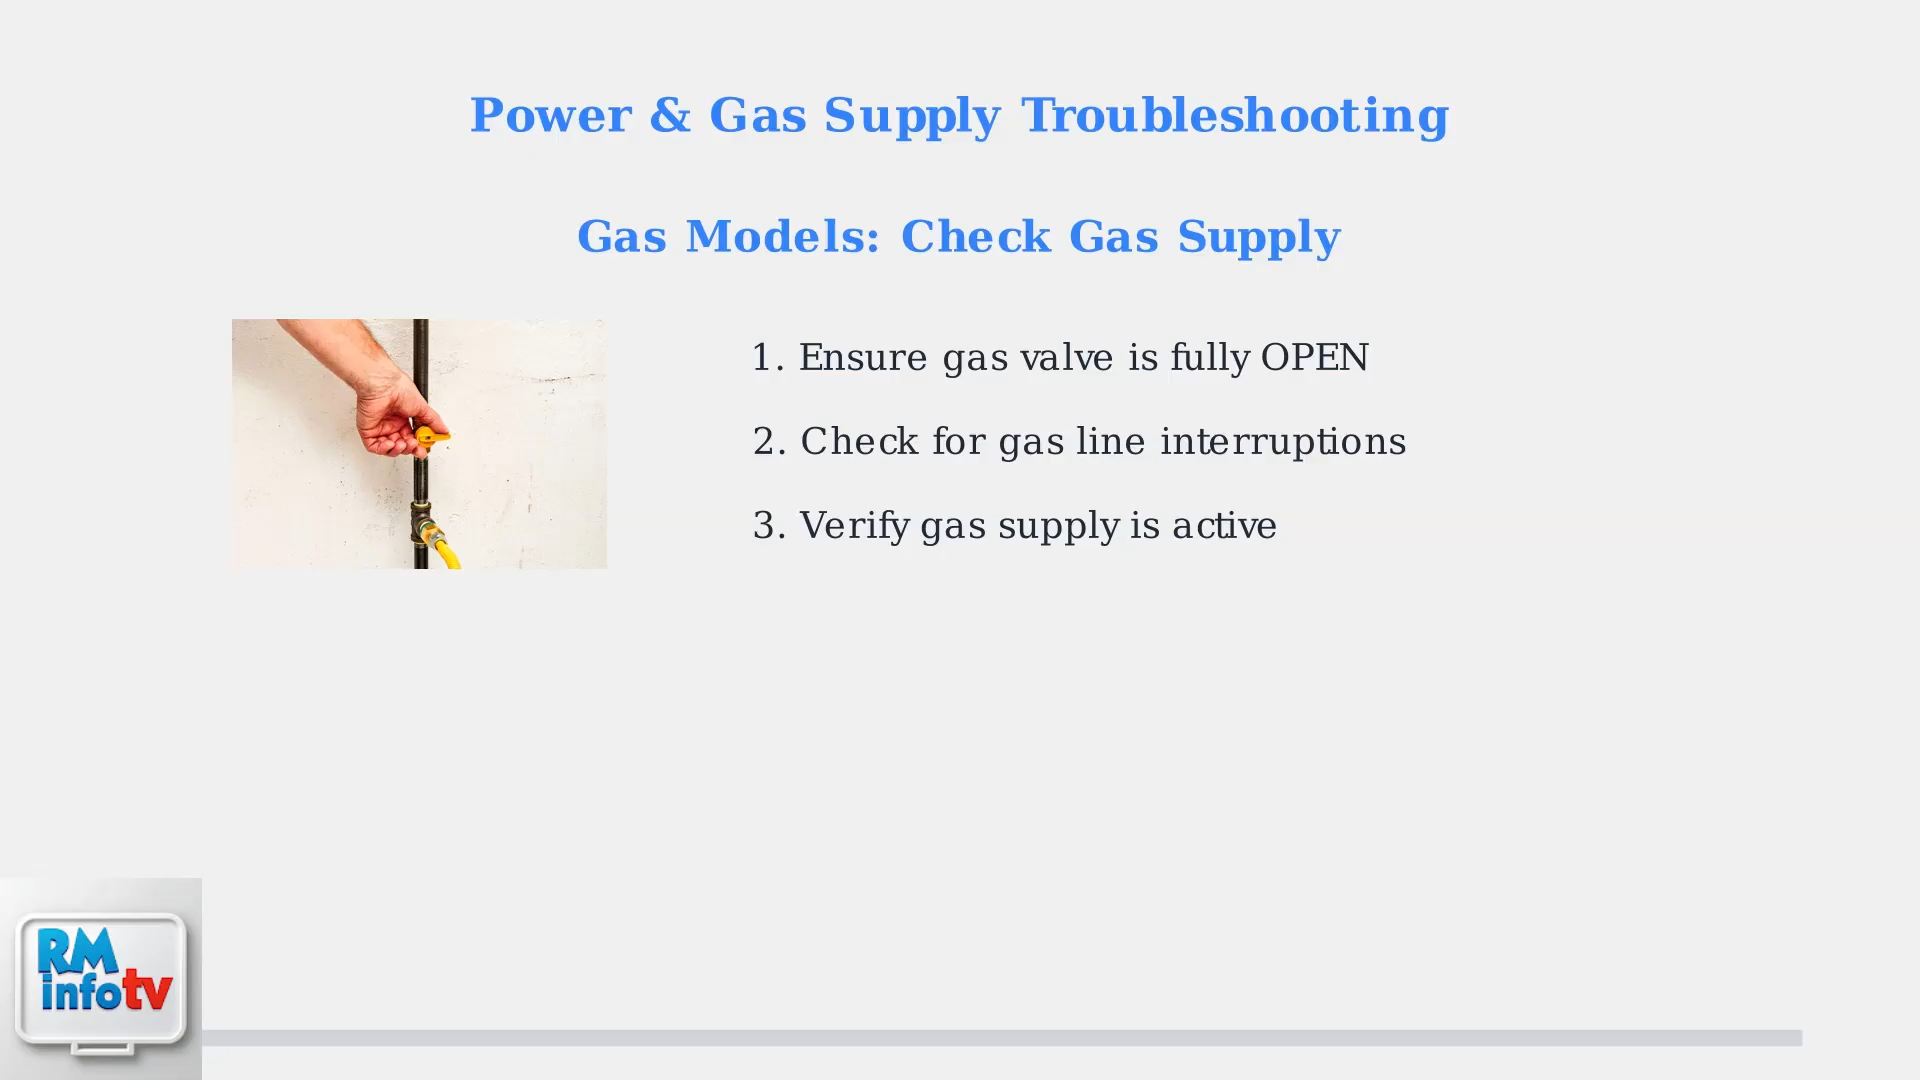 Power & Gas Supply Troubleshooting
Gas Models: Check Gas Supply
1. Ensure gas valve is fully OPEN
2. Check for gas line interruptions
3. Verify gas supply is active
RM
infotv